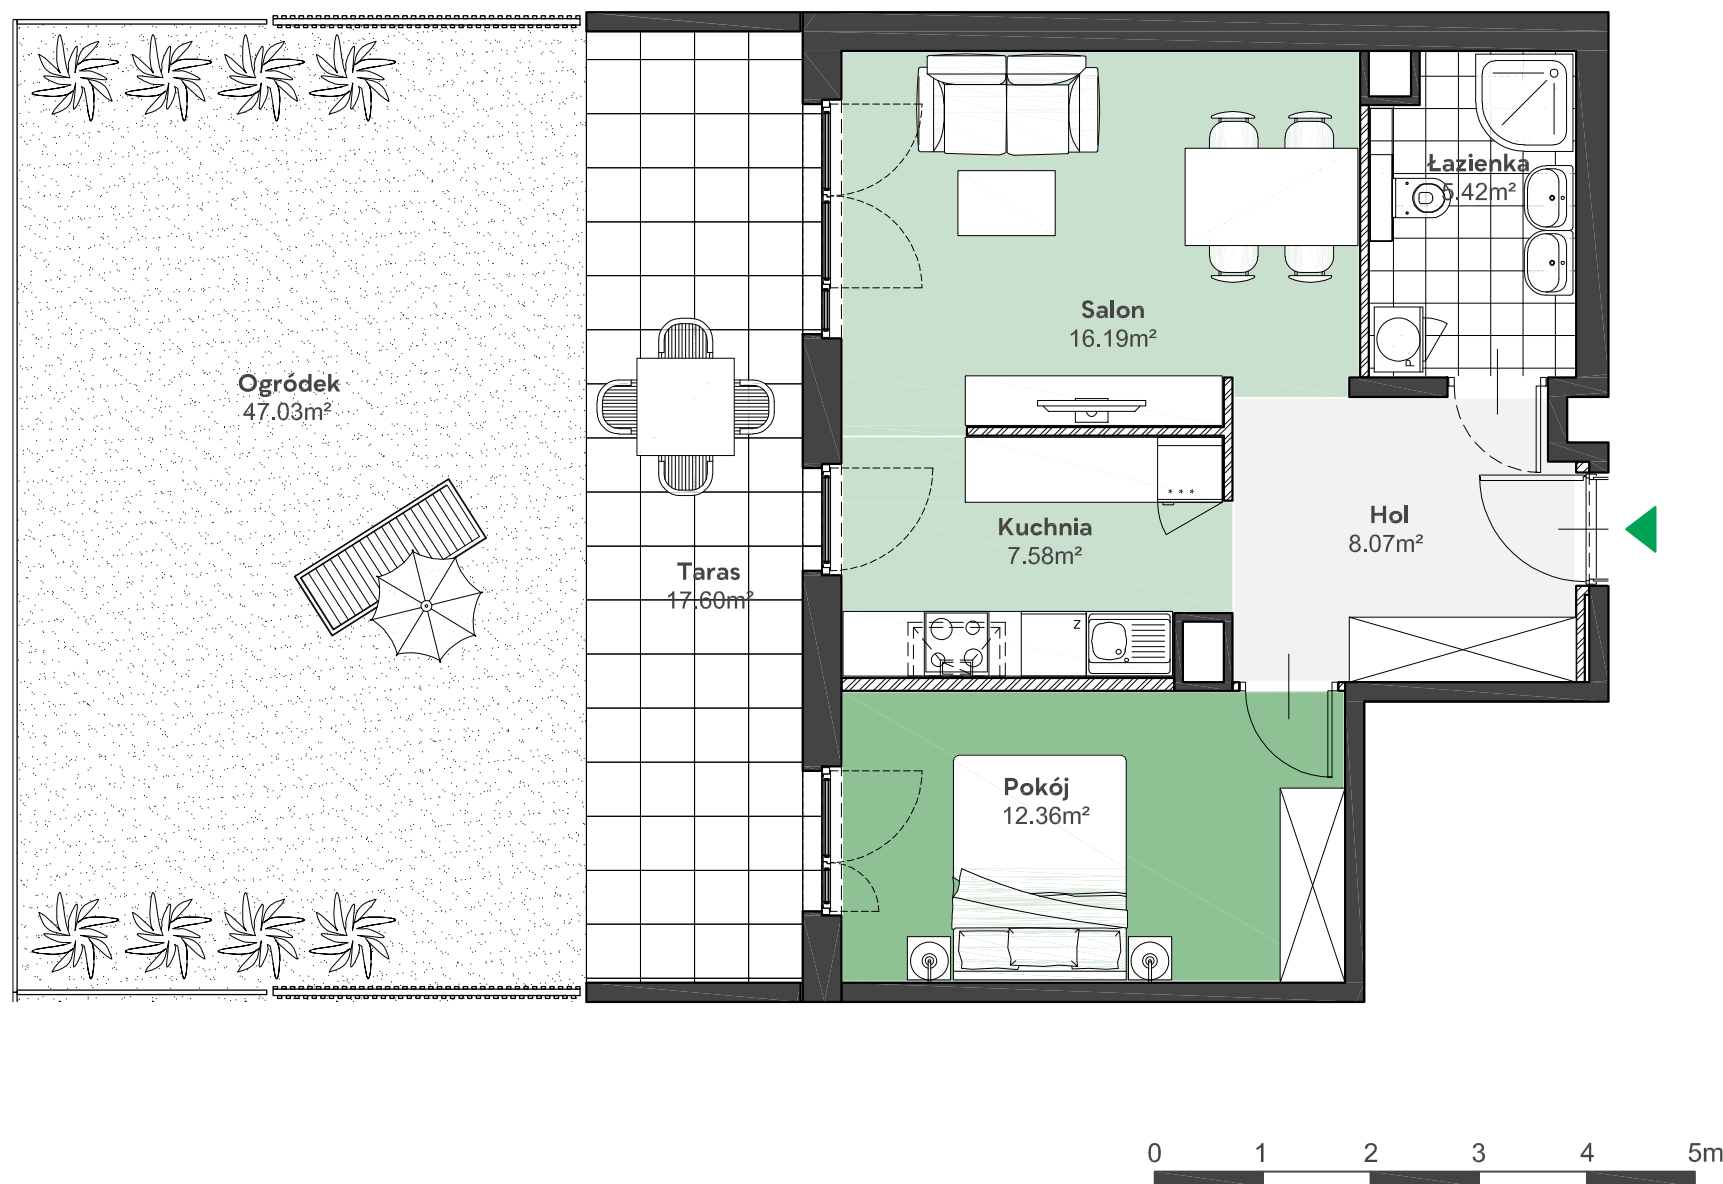 Łazienka
5.42m²
Salon
16.19m²
Ogródek
47.03m²
P
Kuchnia
7.58m²
***
Hol
8.07m²
Taras
17.60m²
Z
Pokój
12.36m²
0 1 2 3 4 5m